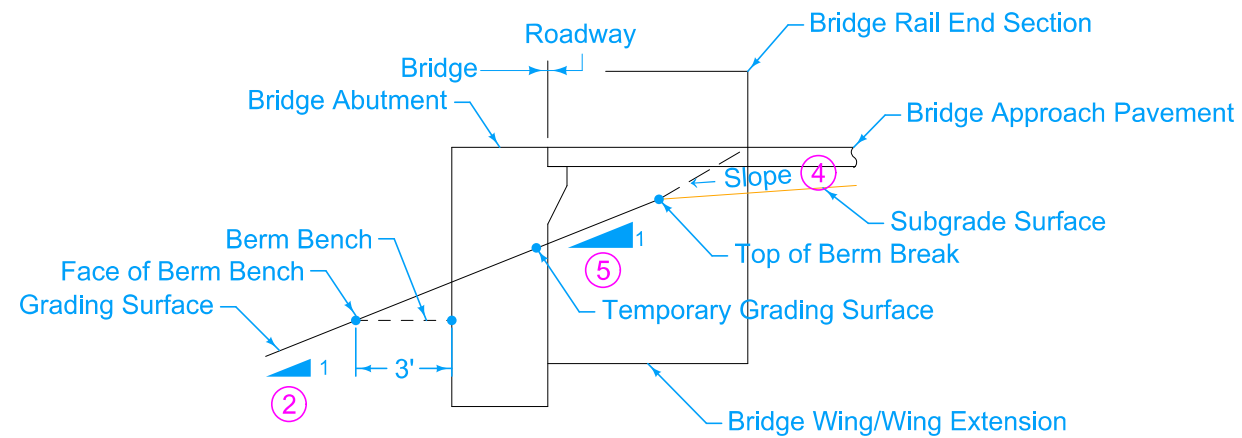 Bridge Rail End Section
Roadway
Bridge
Bridge Abutment
Bridge Approach Pavement
Slope 4
Subgrade Surface
Berm Bench
1
Top of Berm Break
Face of Berm Bench
5
Grading Surface
Temporary Grading Surface
1
3'
2
Bridge Wing/Wing Extension